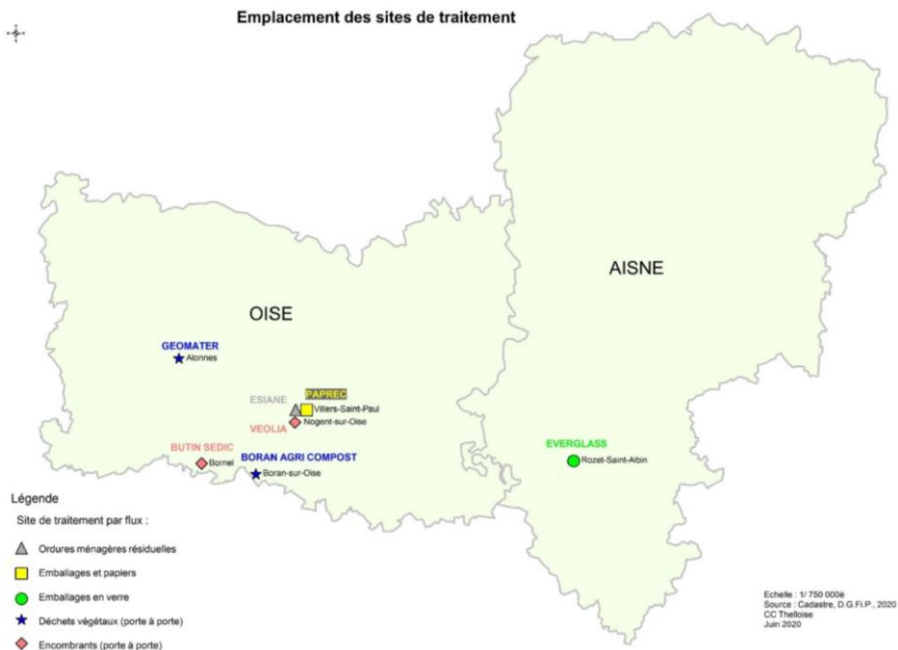 Emplacement des sites de traitement
AISNE
OISE
GEOMATER
Alonnes
PAPREC
ESIANE
Villers-Saint-Paul
Nogent-sur-Oise
VEOLIA
BUTIN SEDIC
Bornel
BORAN AGRI COMPOST
Boran-sur-Oise
EVERGLASS
Rozet-Saint-Albin
Légende
Site de traitement par flux :
Ordures ménagères résiduelles
Emballages et papiers
Emballages en verre
Déchets végétaux (porte à porte)
Encombrants (porte à porte)
Echelle : 1/ 750 000è
Source : Cadastre, D.G.Fi.P., 2020
CC Thelloise
Juin 2020